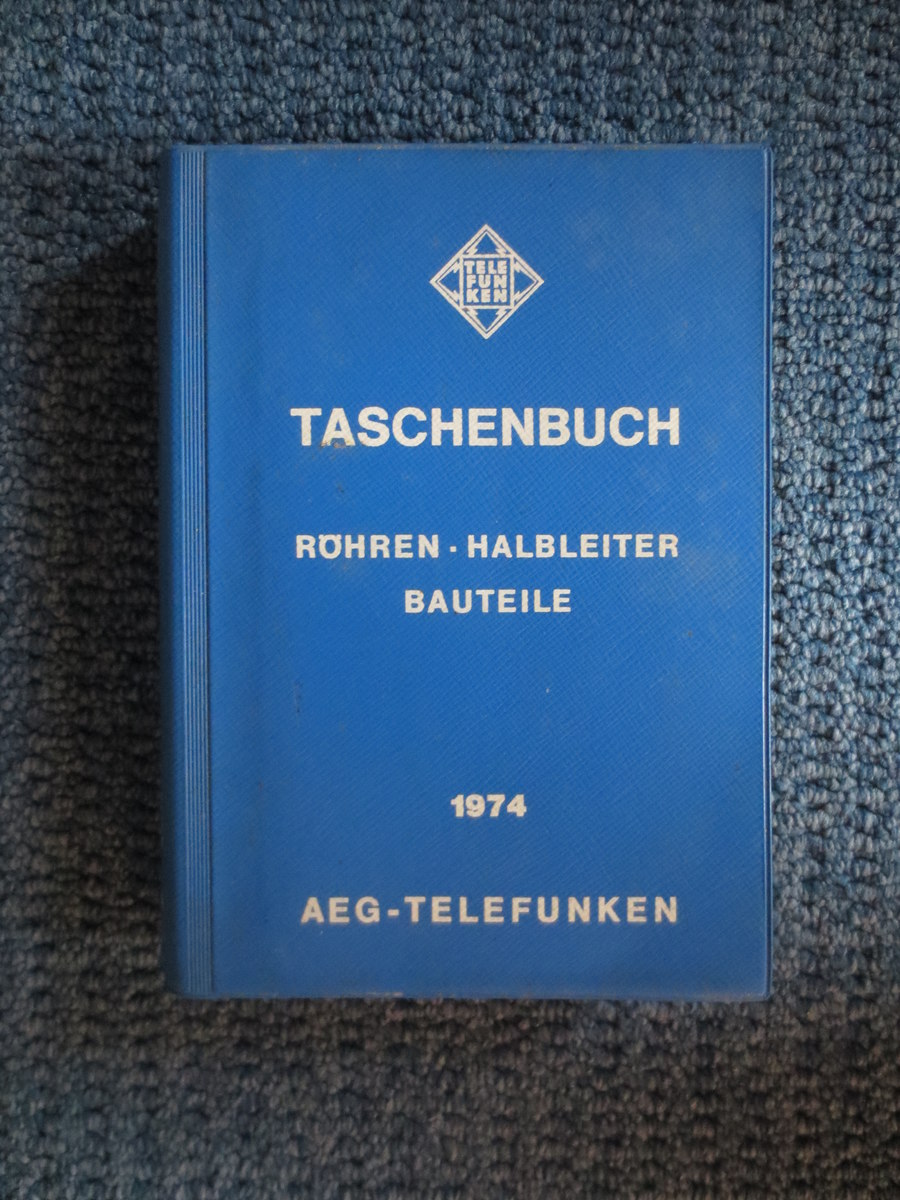 TELE
FUN
KEN
TASCHENBUCH
RÖHREN · HALBLEITER
BAUTEILE
1974
AEG-TELEFUNKEN